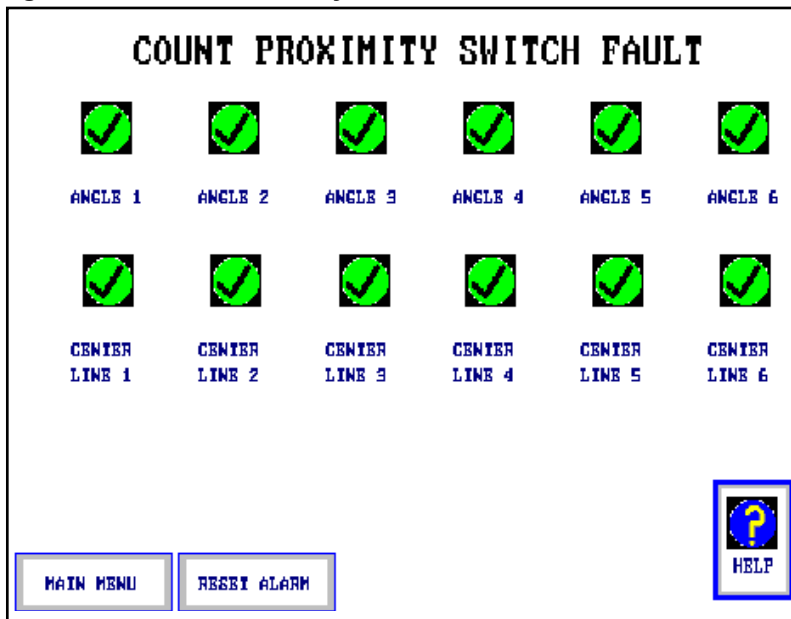 COUNT PROXIMITY SWITCH FAULT
ANGLE 1 ANGLE 2 ANGLE 3 ANGLE 4 ANGLE 5 ANGLE 6
CENTER CENTER CENTER CENTER CENTER CENTER
LINE 1 LINE 2 LINE 3 LINE 4 LINE 5 LINE 6
HELP
MAIN MENU RESET ALARM